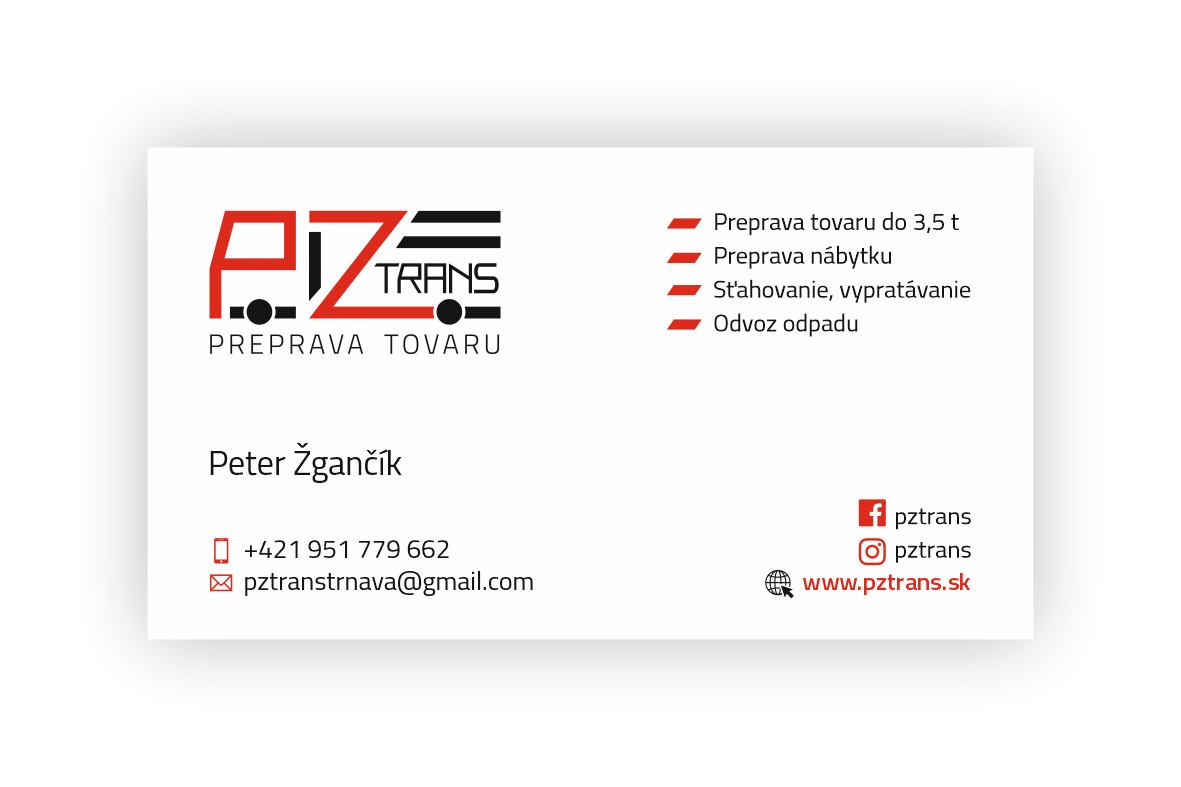 PZ
TRANS
PREPRAVA TOVARU
Preprava tovaru do 3,5 t
Preprava nábytku
Sťahovanie, vypratávanie
Odvoz odpadu
Peter Žgančík
+421 951 779 662
pztranstrnava@gmail.com
pztrans
pztrans
www.pztrans.sk